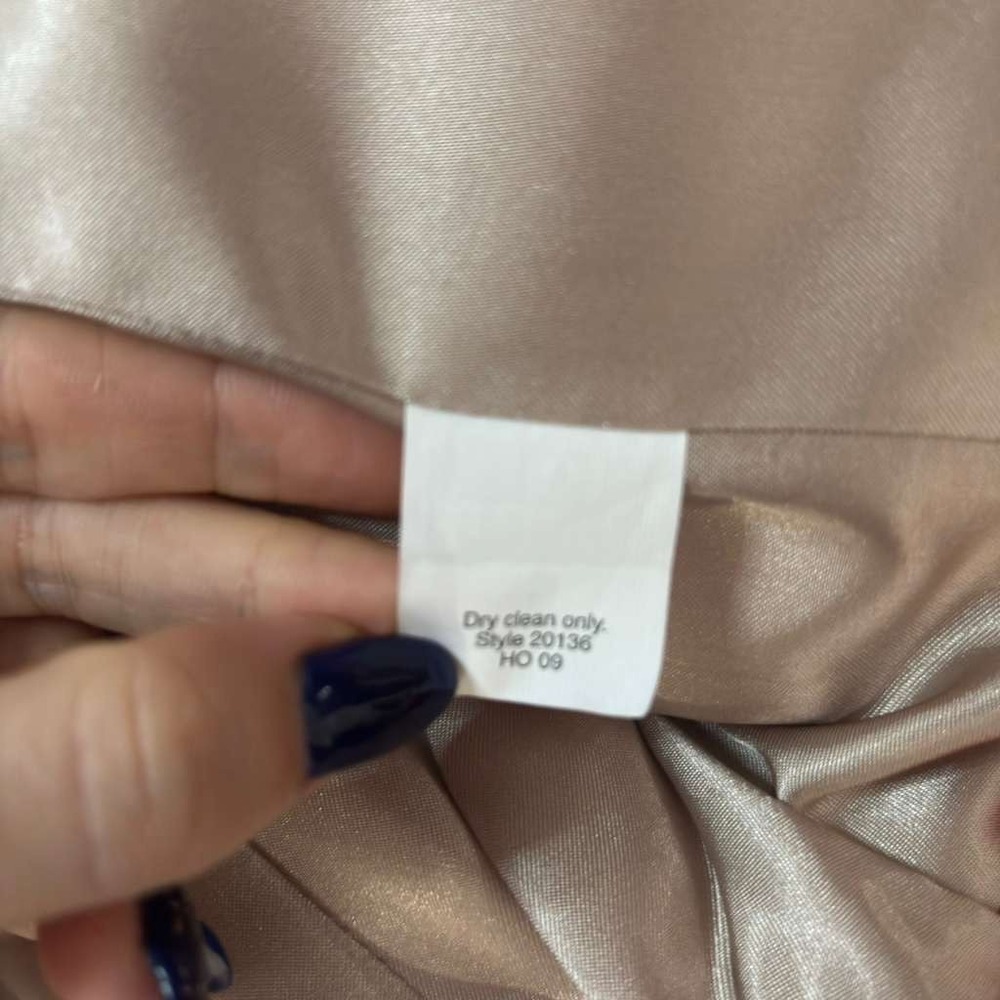 Dry clean only.
Style 20136
HO 09